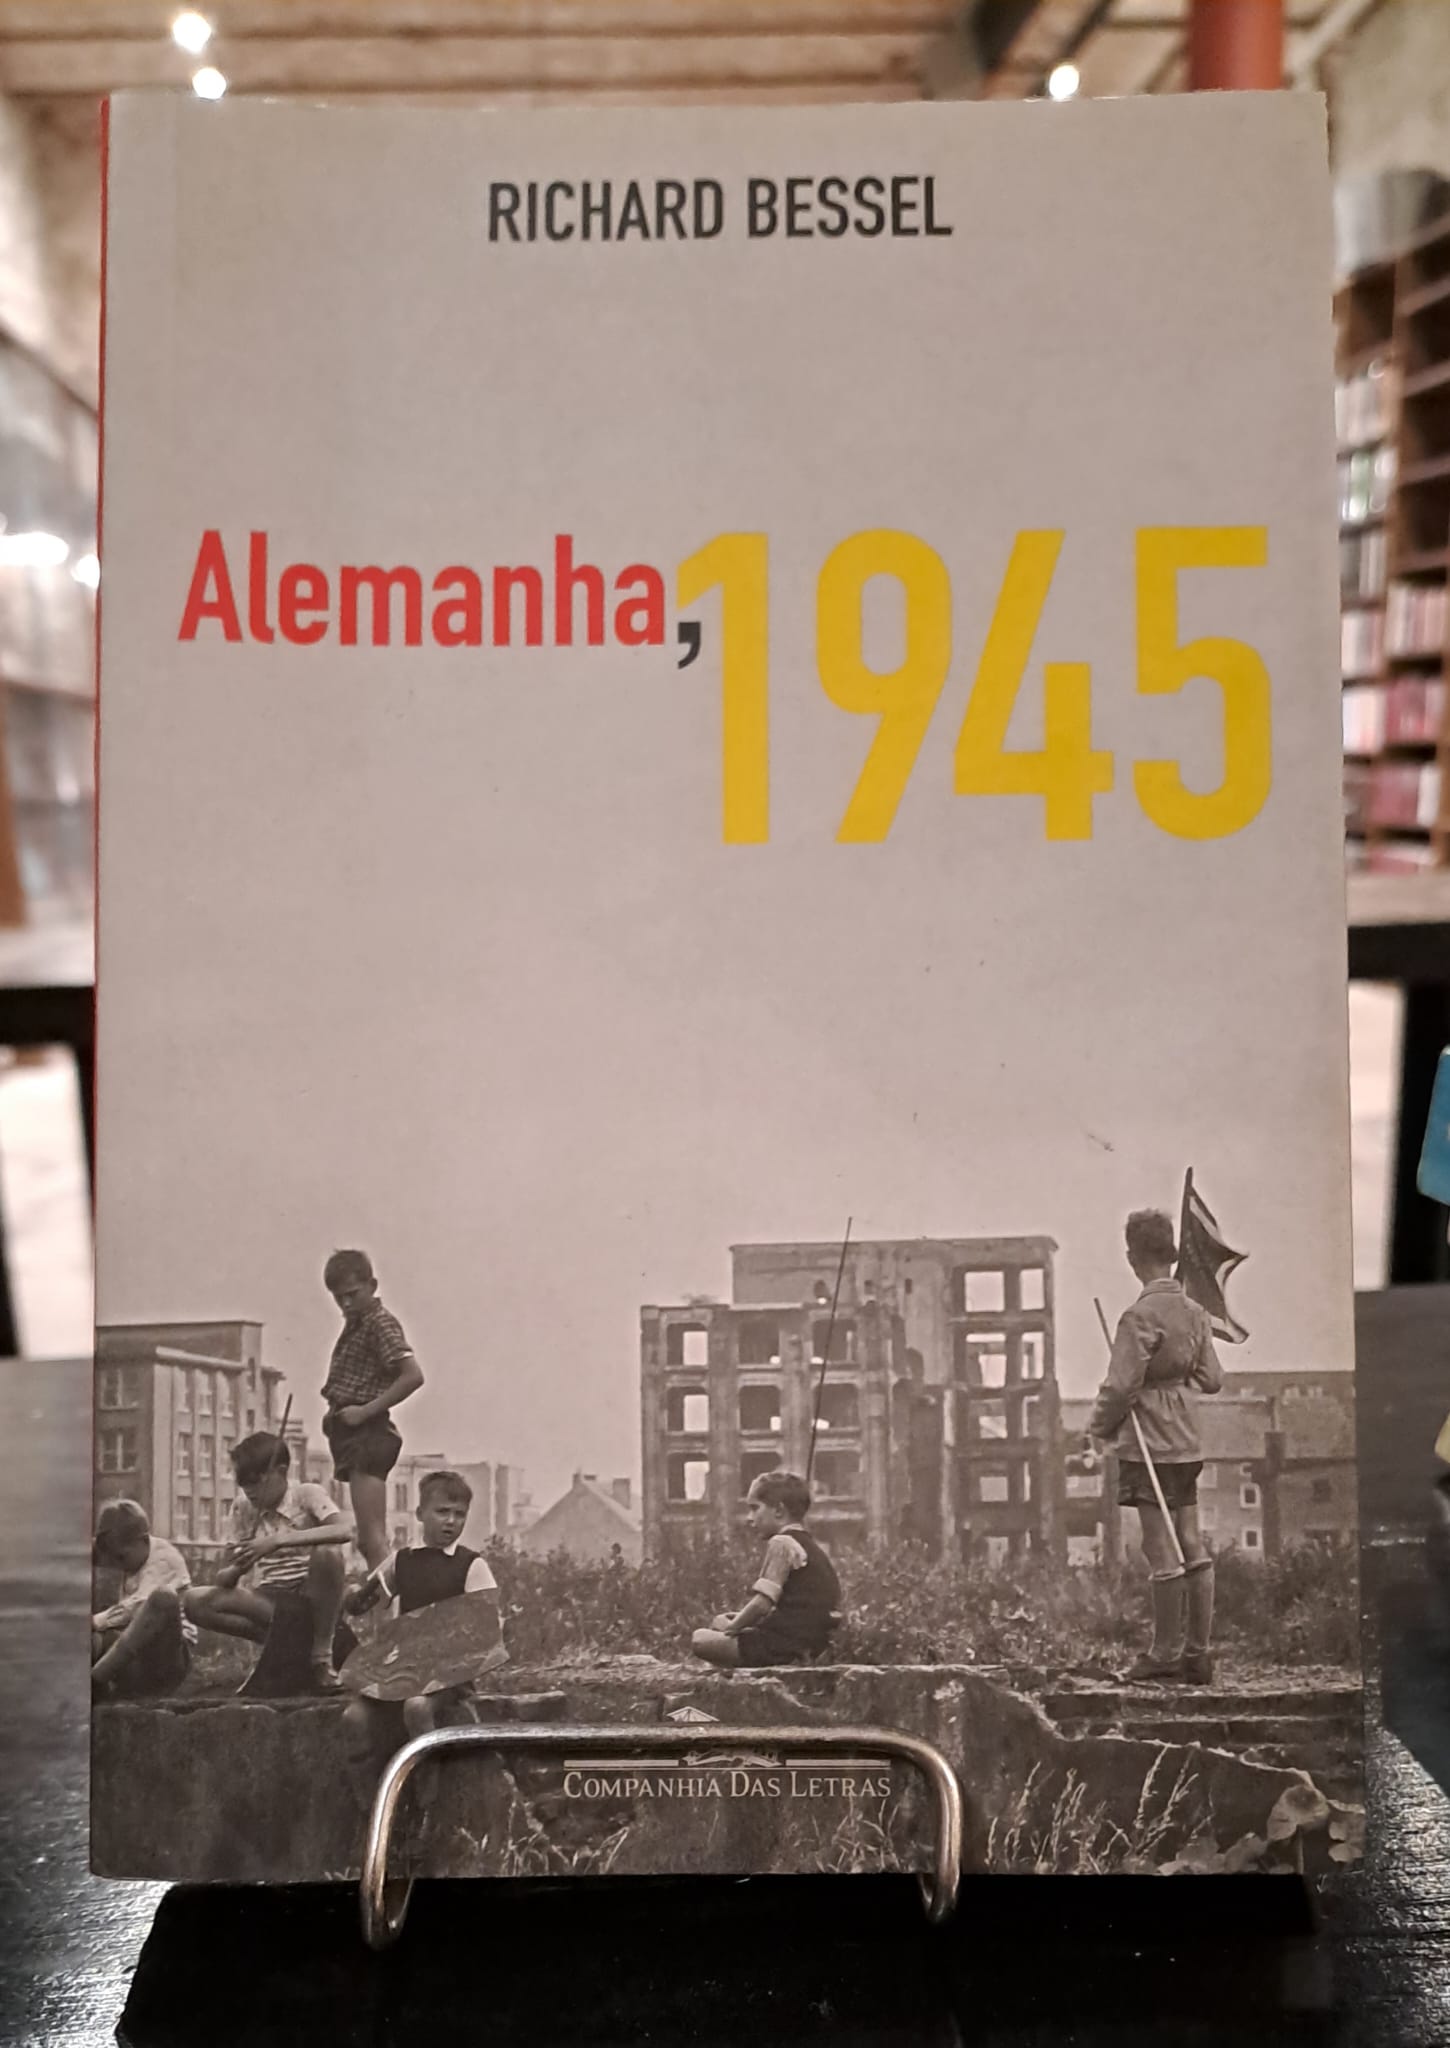 RICHARD BESSEL
Alemanha, 1945
COMPANHIA DAS LETRAS